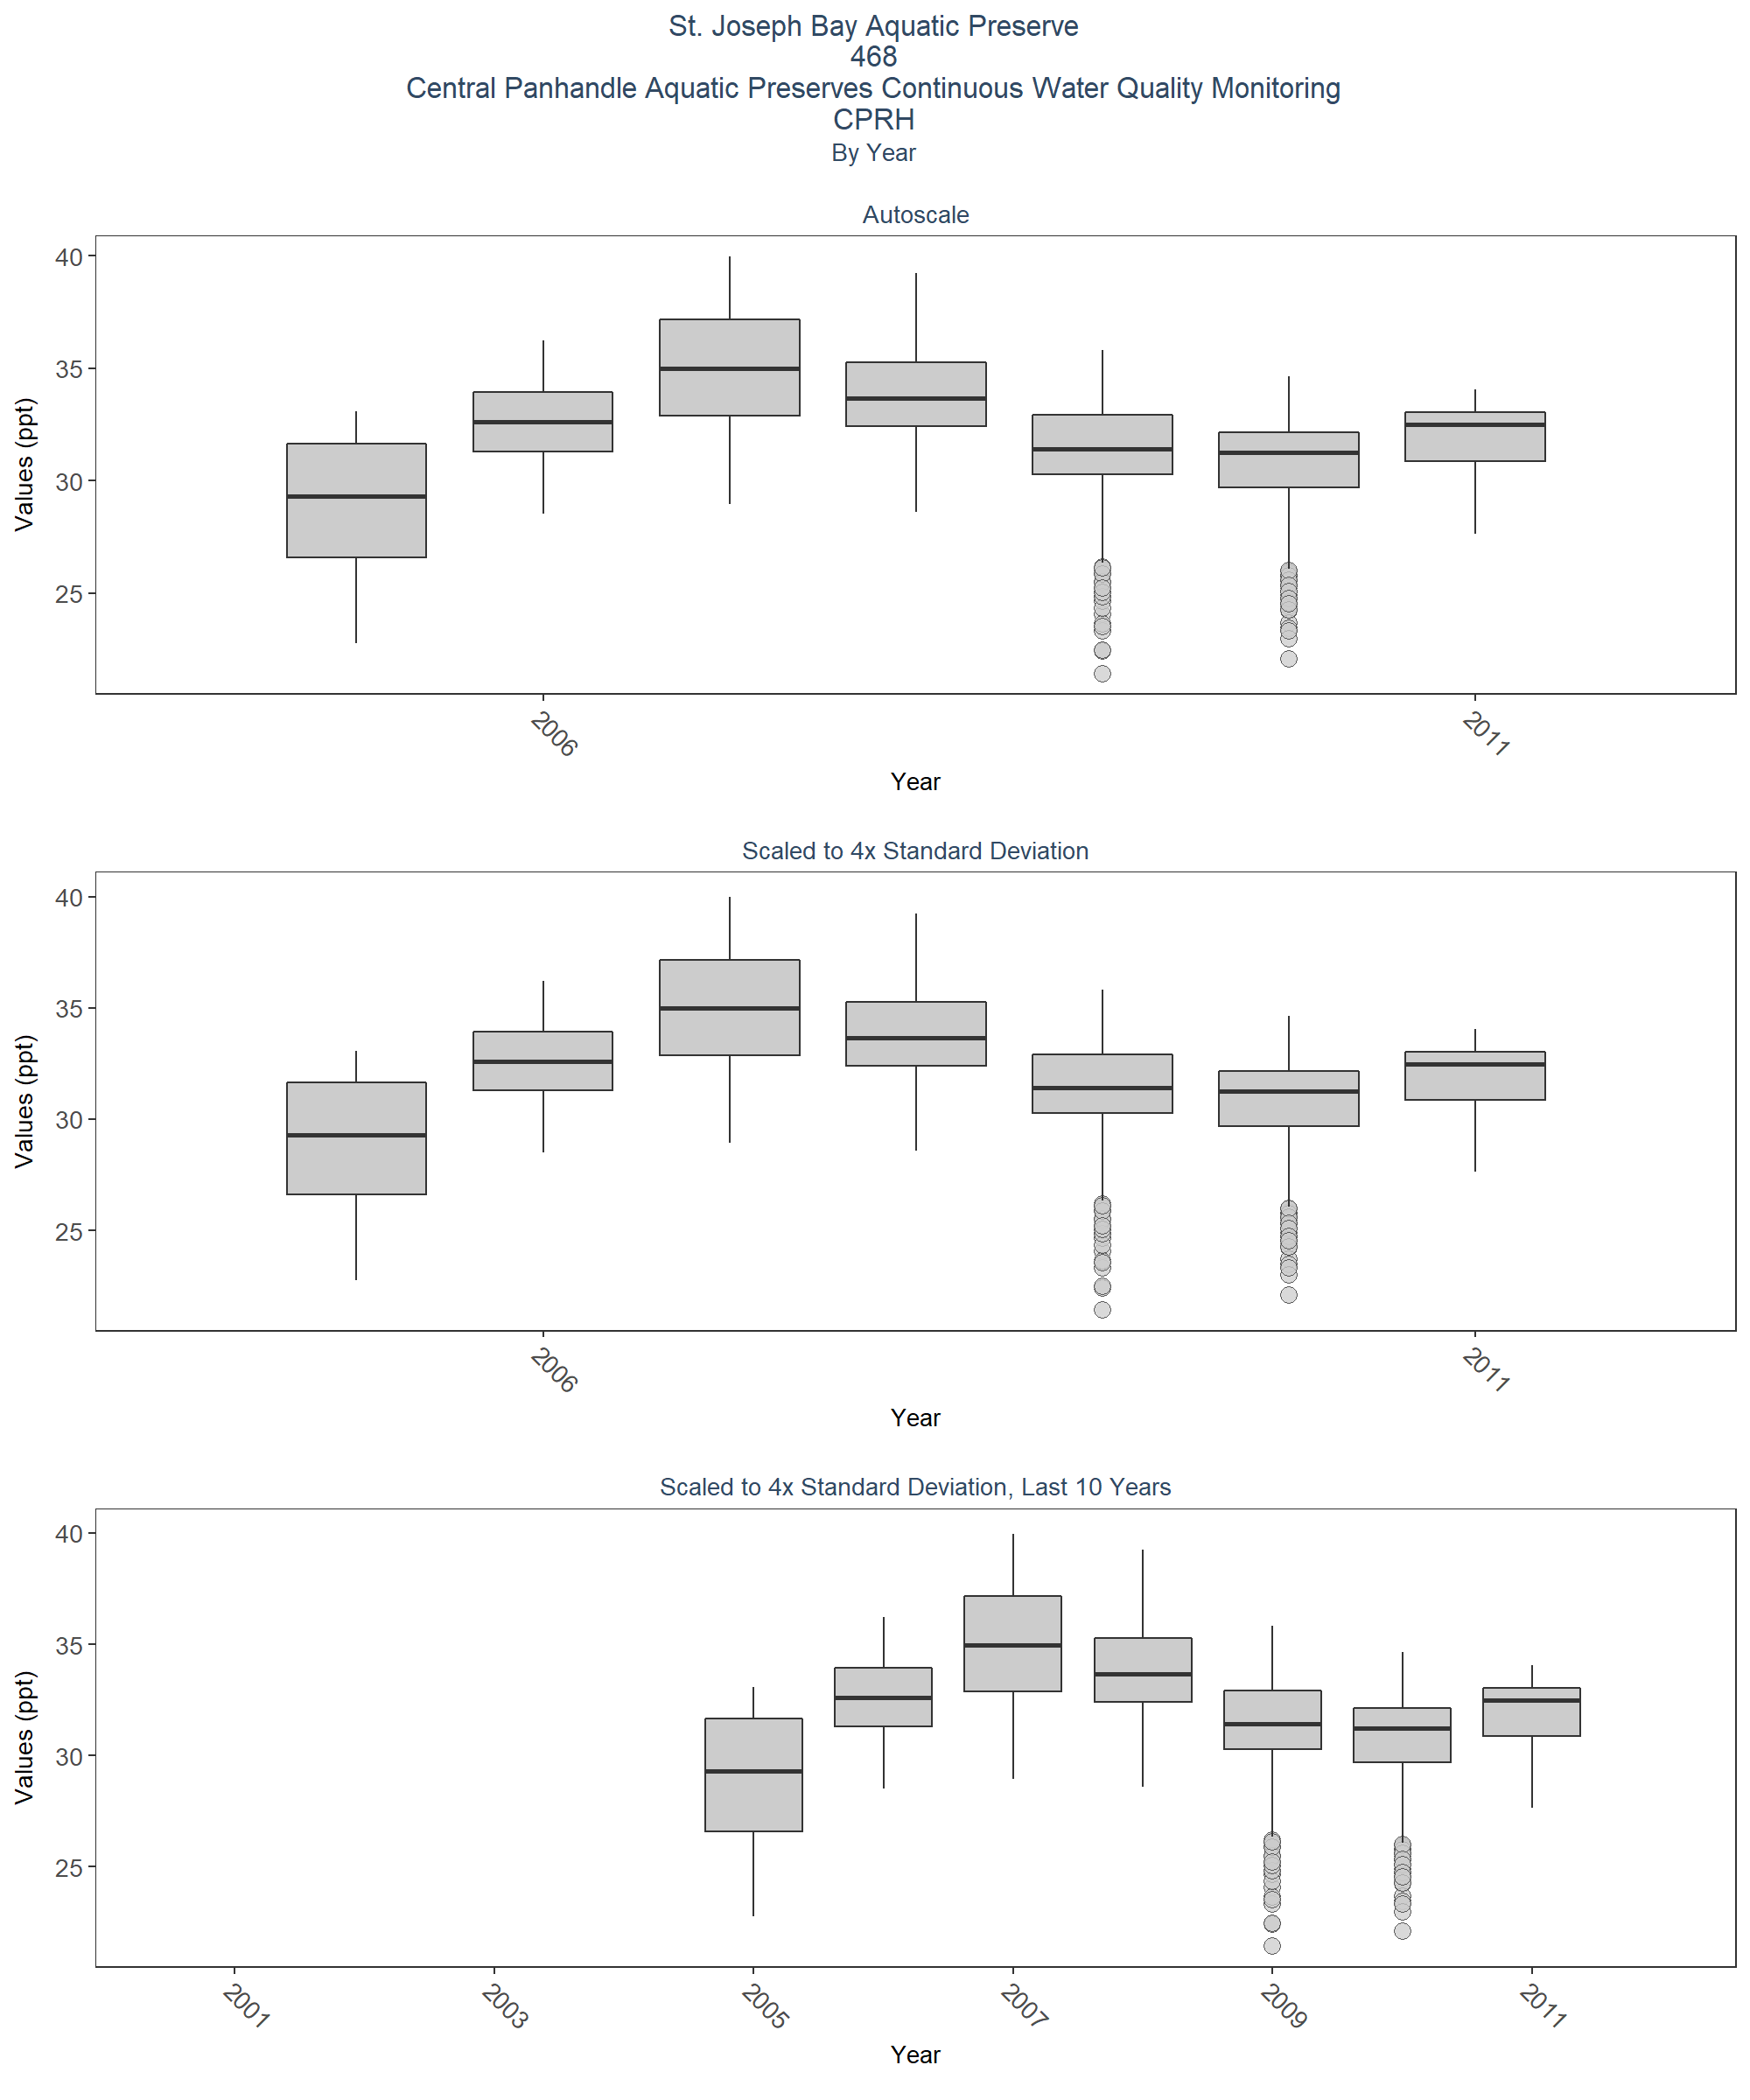 St. Joseph Bay Aquatic Preserve
468
Central Panhandle Aquatic Preserves Continuous Water Quality Monitoring
CPRH
By Year
Autoscale
40
35
30
25
Values (ppt)
2006
2011
Year
Scaled to 4x Standard Deviation
40
35
30
25
Values (ppt)
2006
2011
Year
Scaled to 4x Standard Deviation, Last 10 Years
40
35
30
25
Values (ppt)
2001
2003
2005
2007
2009
2011
Year